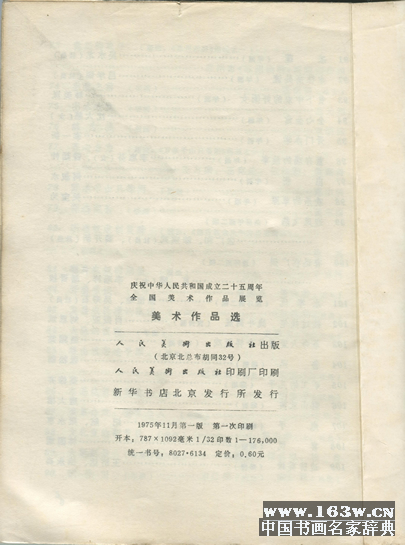 庆祝中华人民共和国成立二十五周年
全国美术作品展览
美术作品选
人民美术出版社出版
(北京北总布胡同32号)
人民美术出版社印刷厂印刷
新华书店北京发行所发行
1975年11月第一版 第一次印刷
开本：787×1092毫米1/32印数1—176,000
统一书号：8027·6134 定价：0.60元
www.163w.cn
中国书画名家辞典